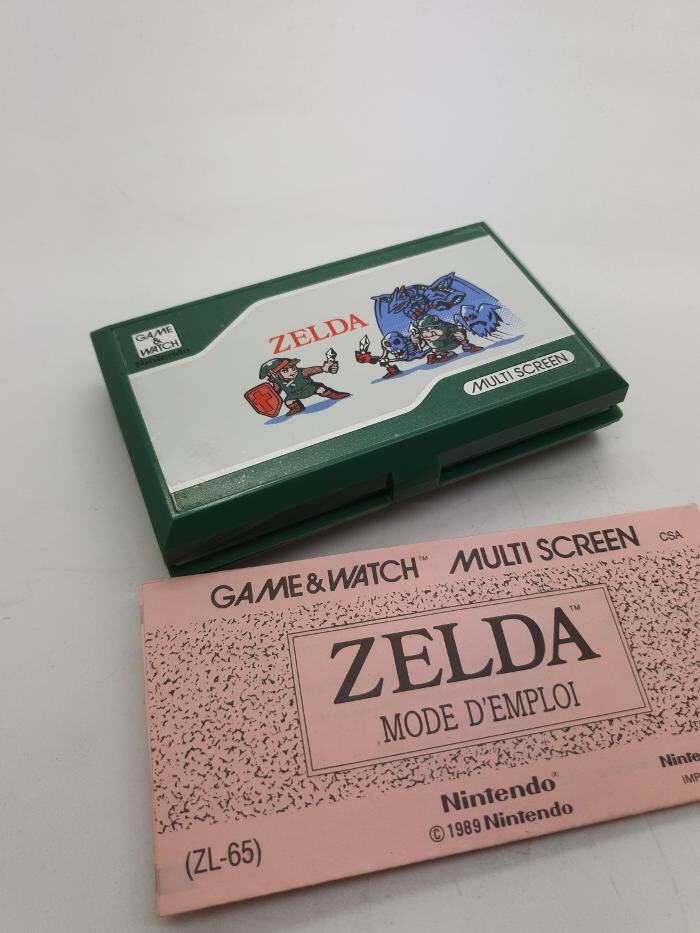 GAME
& WATCH
Nintendo
ZELDA
MULTI SCREEN
GAME&WATCH™ MULTI SCREEN CSA
ZELDA™
MODE D'EMPLOI
Nintendo®
© 1989 Nintendo
(ZL-65)